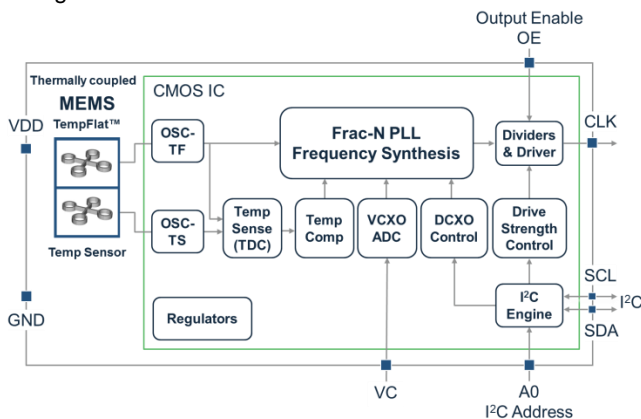 Output Enable
OE
Thermally coupled
MEMS
TempFlat™
CMOS IC
VDD
OSC-
TF
Frac-N PLL
Frequency Synthesis
Dividers
& Driver
CLK
OSC-
TS
Temp
Sense
(TDC)
Temp
Comp
VCXO
ADC
DCXO
Control
Drive
Strength
Control
Temp Sensor
SCL
I²C
SDA
GND
Regulators
I²C
Engine
VC
A0
I²C Address